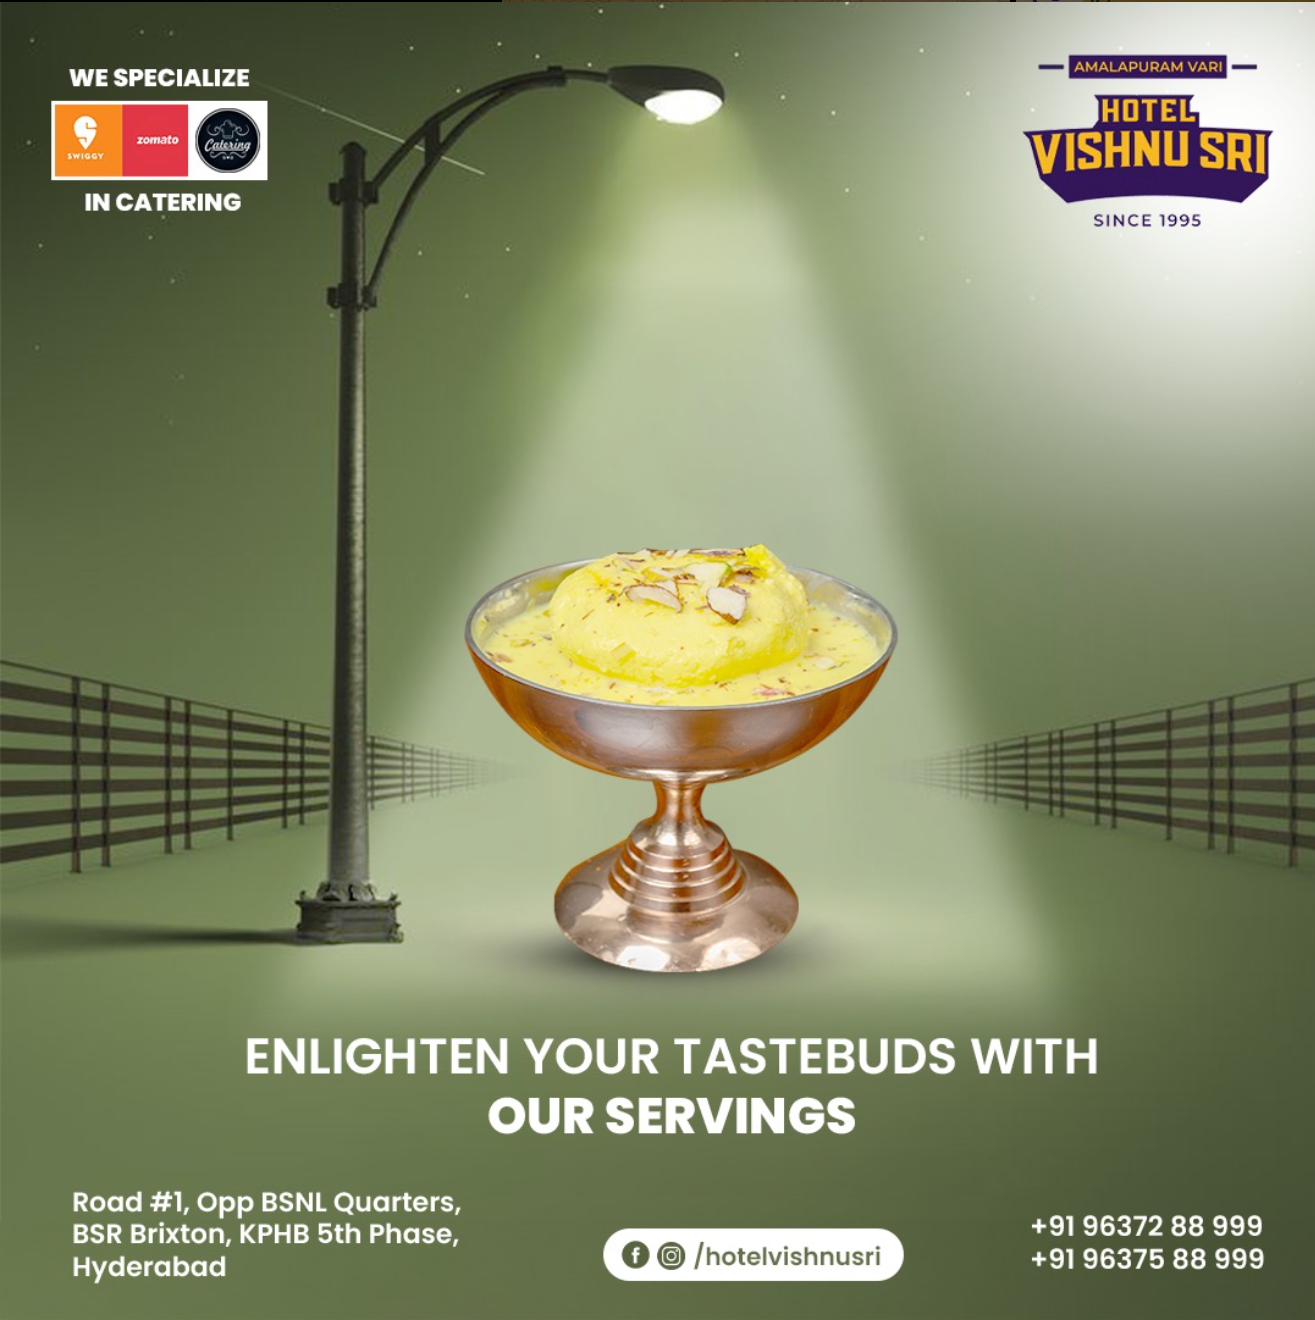 WE SPECIALIZE
SWIGGY
zomato
Catering
IN CATERING
AMALAPURAM VARI
HOTEL
VISHNU SRI
SINCE 1995
ENLIGHTEN YOUR TASTEBUDS WITH
OUR SERVINGS
Road #1, Opp BSNL Quarters,
BSR Brixton, KPHB 5th Phase,
Hyderabad
/hotelvishnusri
+91 96372 88 999
+91 96375 88 999